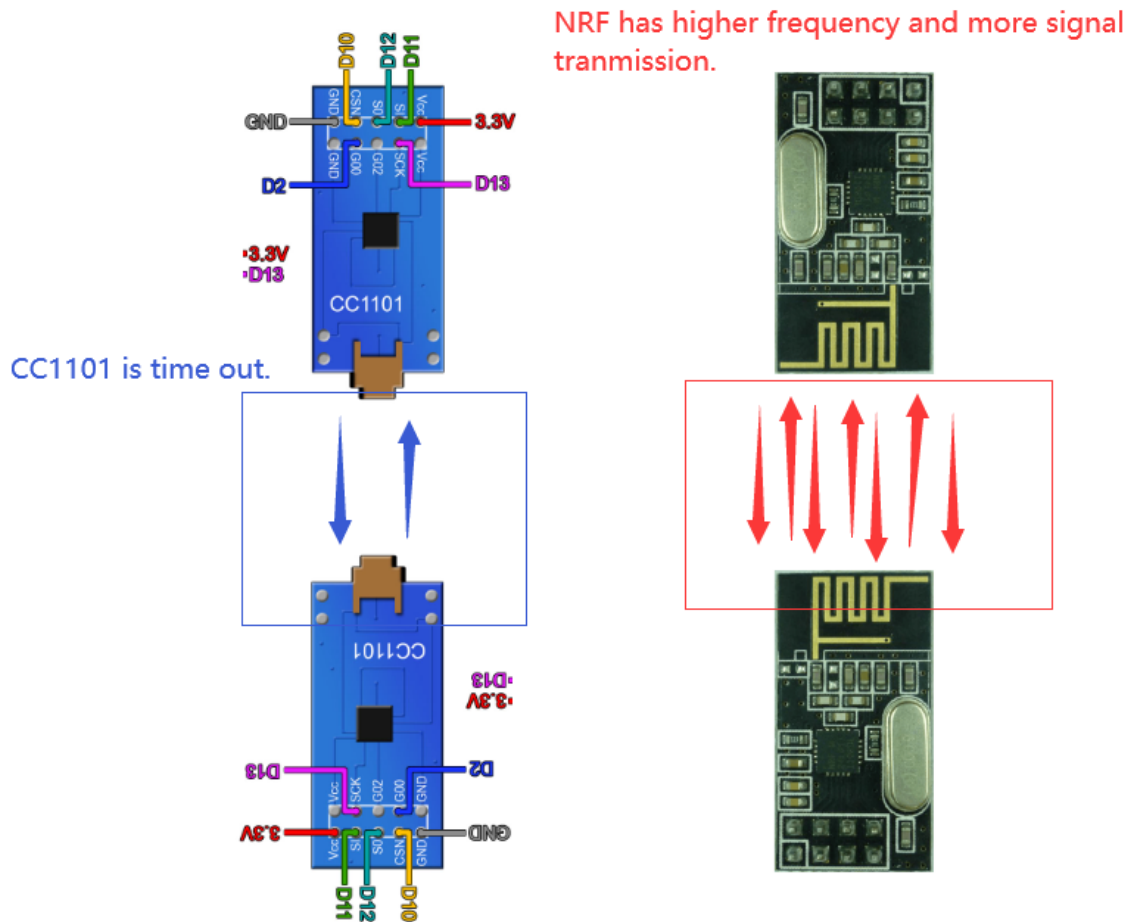 NRF has higher frequency and more signal
tranmission.
D10
D12
D11
GND
CSN
S0
SI
Vcc
GND
3.3V
D2
GND
G00
G02
SCK
Vcc
D13
3.3V
D13
CC1101
CC1101 is time out.
CC1101
D13
3.3V
D13
D2
Vcc
SCK
G02
G00
GND
3.3V
GND
Vcc
SI
S0
CSN
GND
D11
D12
D10